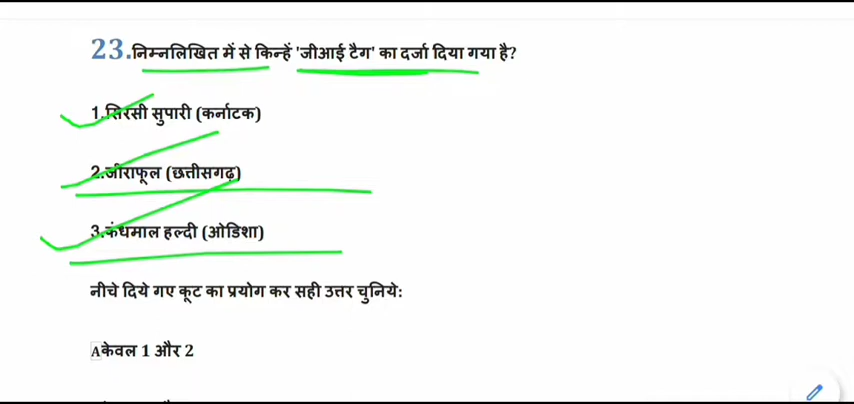 23.निम्नलिखित में से किन्हें 'जीआई टैग' का दर्जा दिया गया है?
1.सिरसी सुपारी (कर्नाटक)
2.जीराफूल (छत्तीसगढ़)
3.कंधमाल हल्दी (ओडिशा)
नीचे दिये गए कूट का प्रयोग कर सही उत्तर चुनिये:
Aकेवल 1 और 2